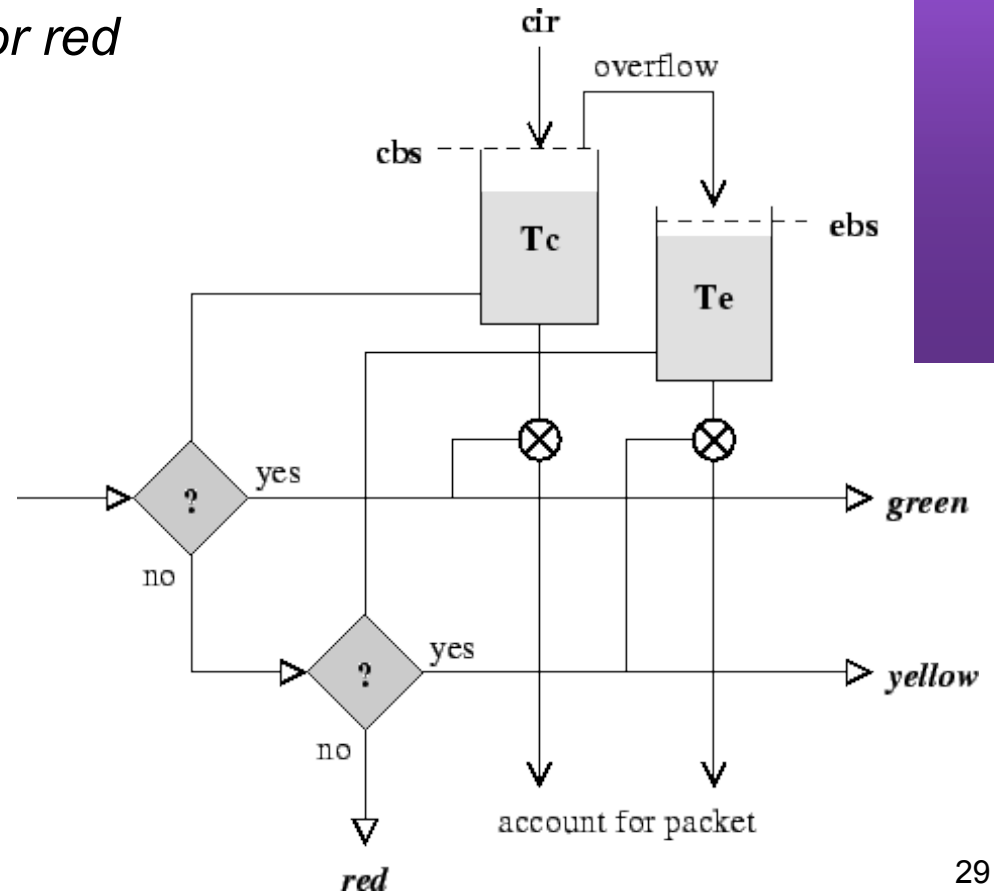 or red
cir
overflow
cbs
Tc
ebs
Te
? yes
green
no
? yes
yellow
no
account for packet
red
29